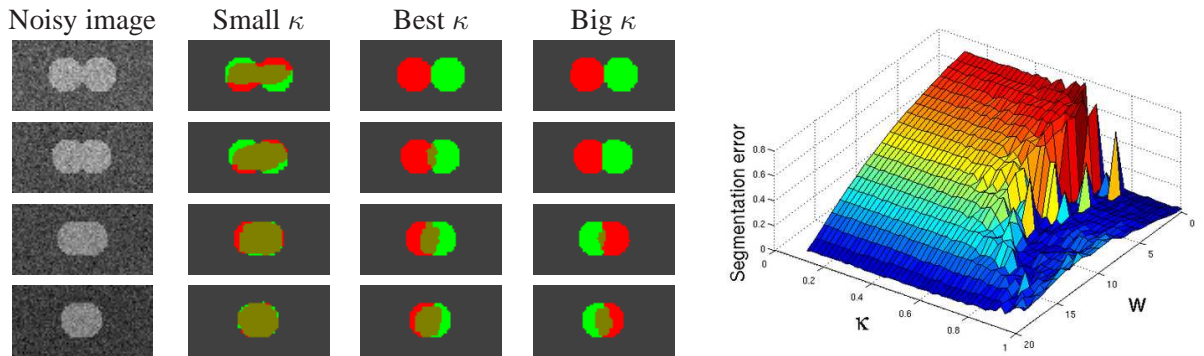 Noisy image
Small κ
Best κ
Big κ
Segmentation error
0.8
0.6
0.4
0.2
0
0
0.2
0.4
0.6
0.8
1
κ
0
5
10
15
20
W